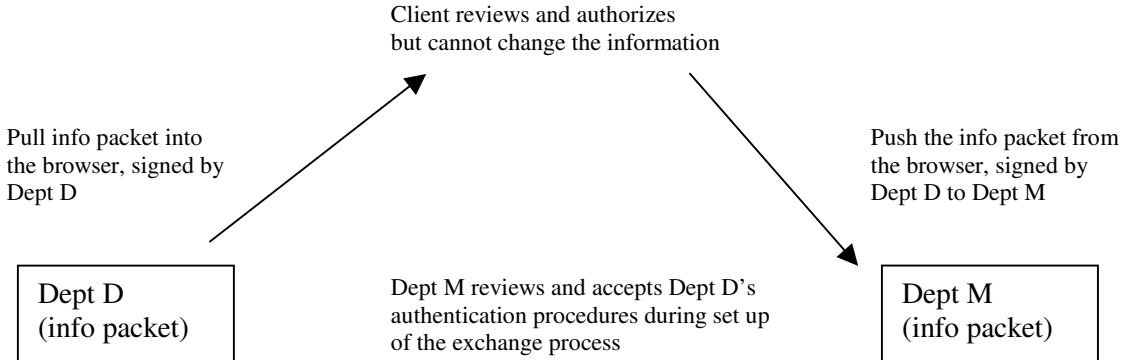 Client reviews and authorizes
but cannot change the information
Pull info packet into
the browser, signed by
Dept D
Push the info packet from
the browser, signed by
Dept D to Dept M
Dept D
(info packet)
Dept M reviews and accepts Dept D’s
authentication procedures during set up
of the exchange process
Dept M
(info packet)